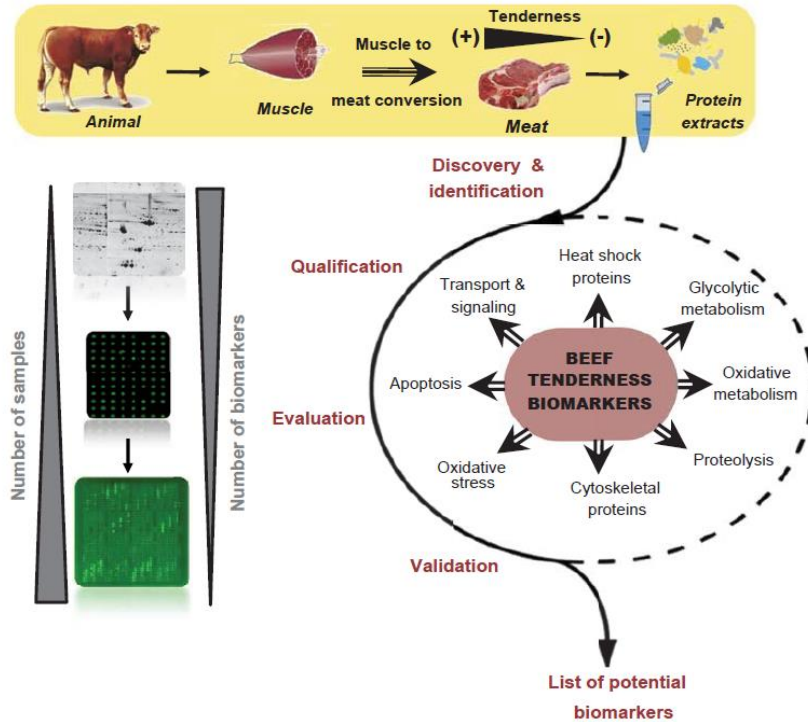 Tenderness
(+)
(-)
Muscle to
meat conversion
Animal
Muscle
Meat
Protein
extracts
Discovery &
identification
Qualification
Evaluation
Validation
List of potential
biomarkers
Number of samples
Number of biomarkers
BEEF
TENDERNESS
BIOMARKERS
Heat shock
proteins
Glycolytic
metabolism
Oxidative
metabolism
Proteolysis
Cytoskeletal
proteins
Oxidative
stress
Apoptosis
Transport &
signaling